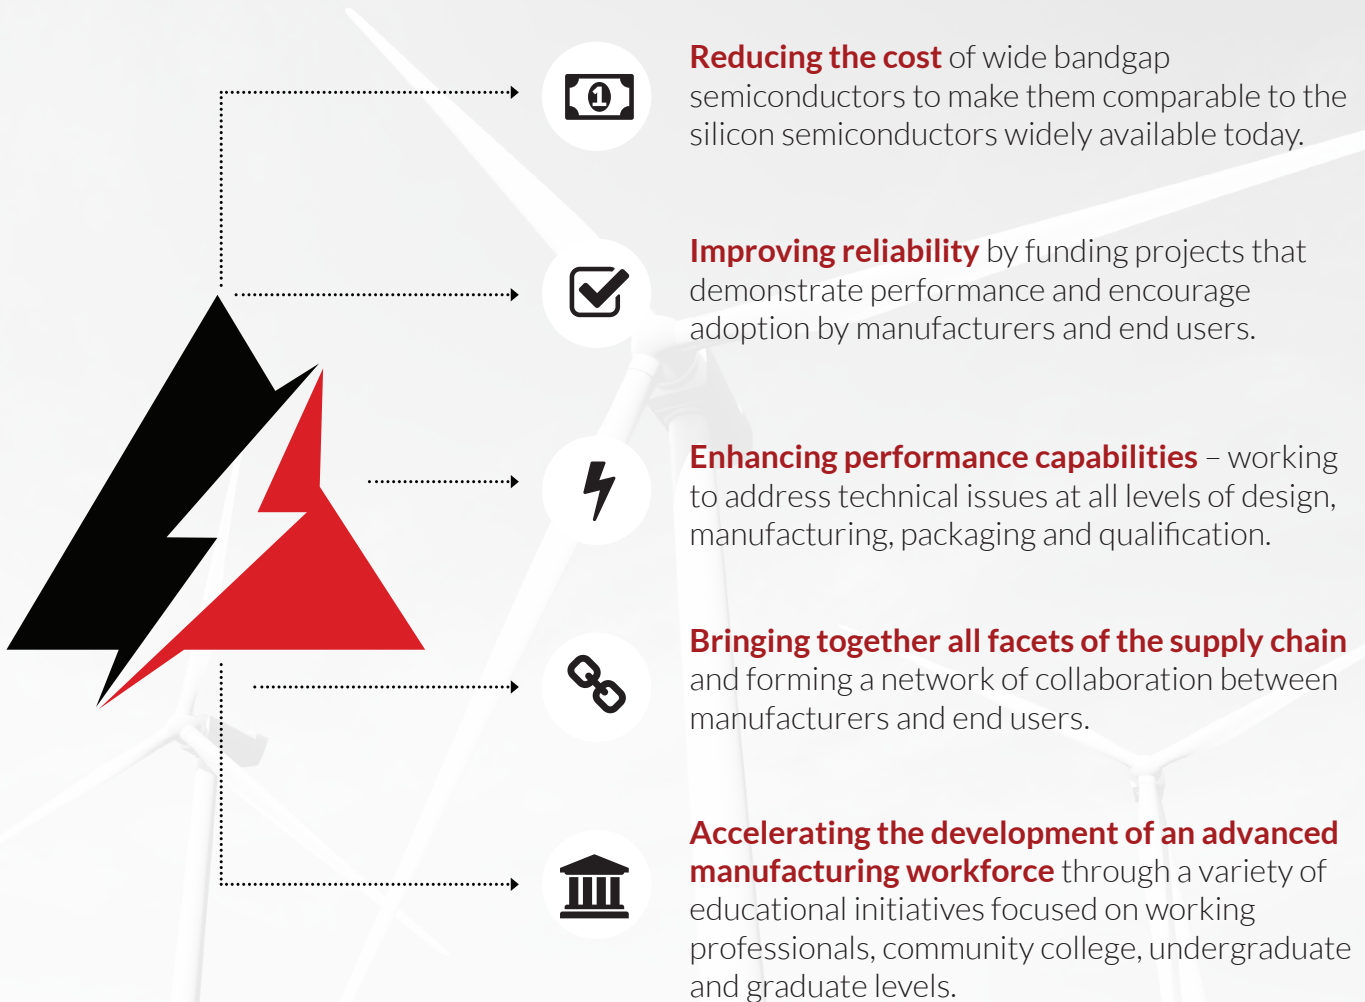 1
Reducing the cost of wide bandgap
semiconductors to make them comparable to the
silicon semiconductors widely available today.
Improving reliability by funding projects that
demonstrate performance and encourage
adoption by manufacturers and end users.
Enhancing performance capabilities – working
to address technical issues at all levels of design,
manufacturing, packaging and qualification.
Bringing together all facets of the supply chain
and forming a network of collaboration between
manufacturers and end users.
Accelerating the development of an advanced
manufacturing workforce through a variety of
educational initiatives focused on working
professionals, community college, undergraduate
and graduate levels.